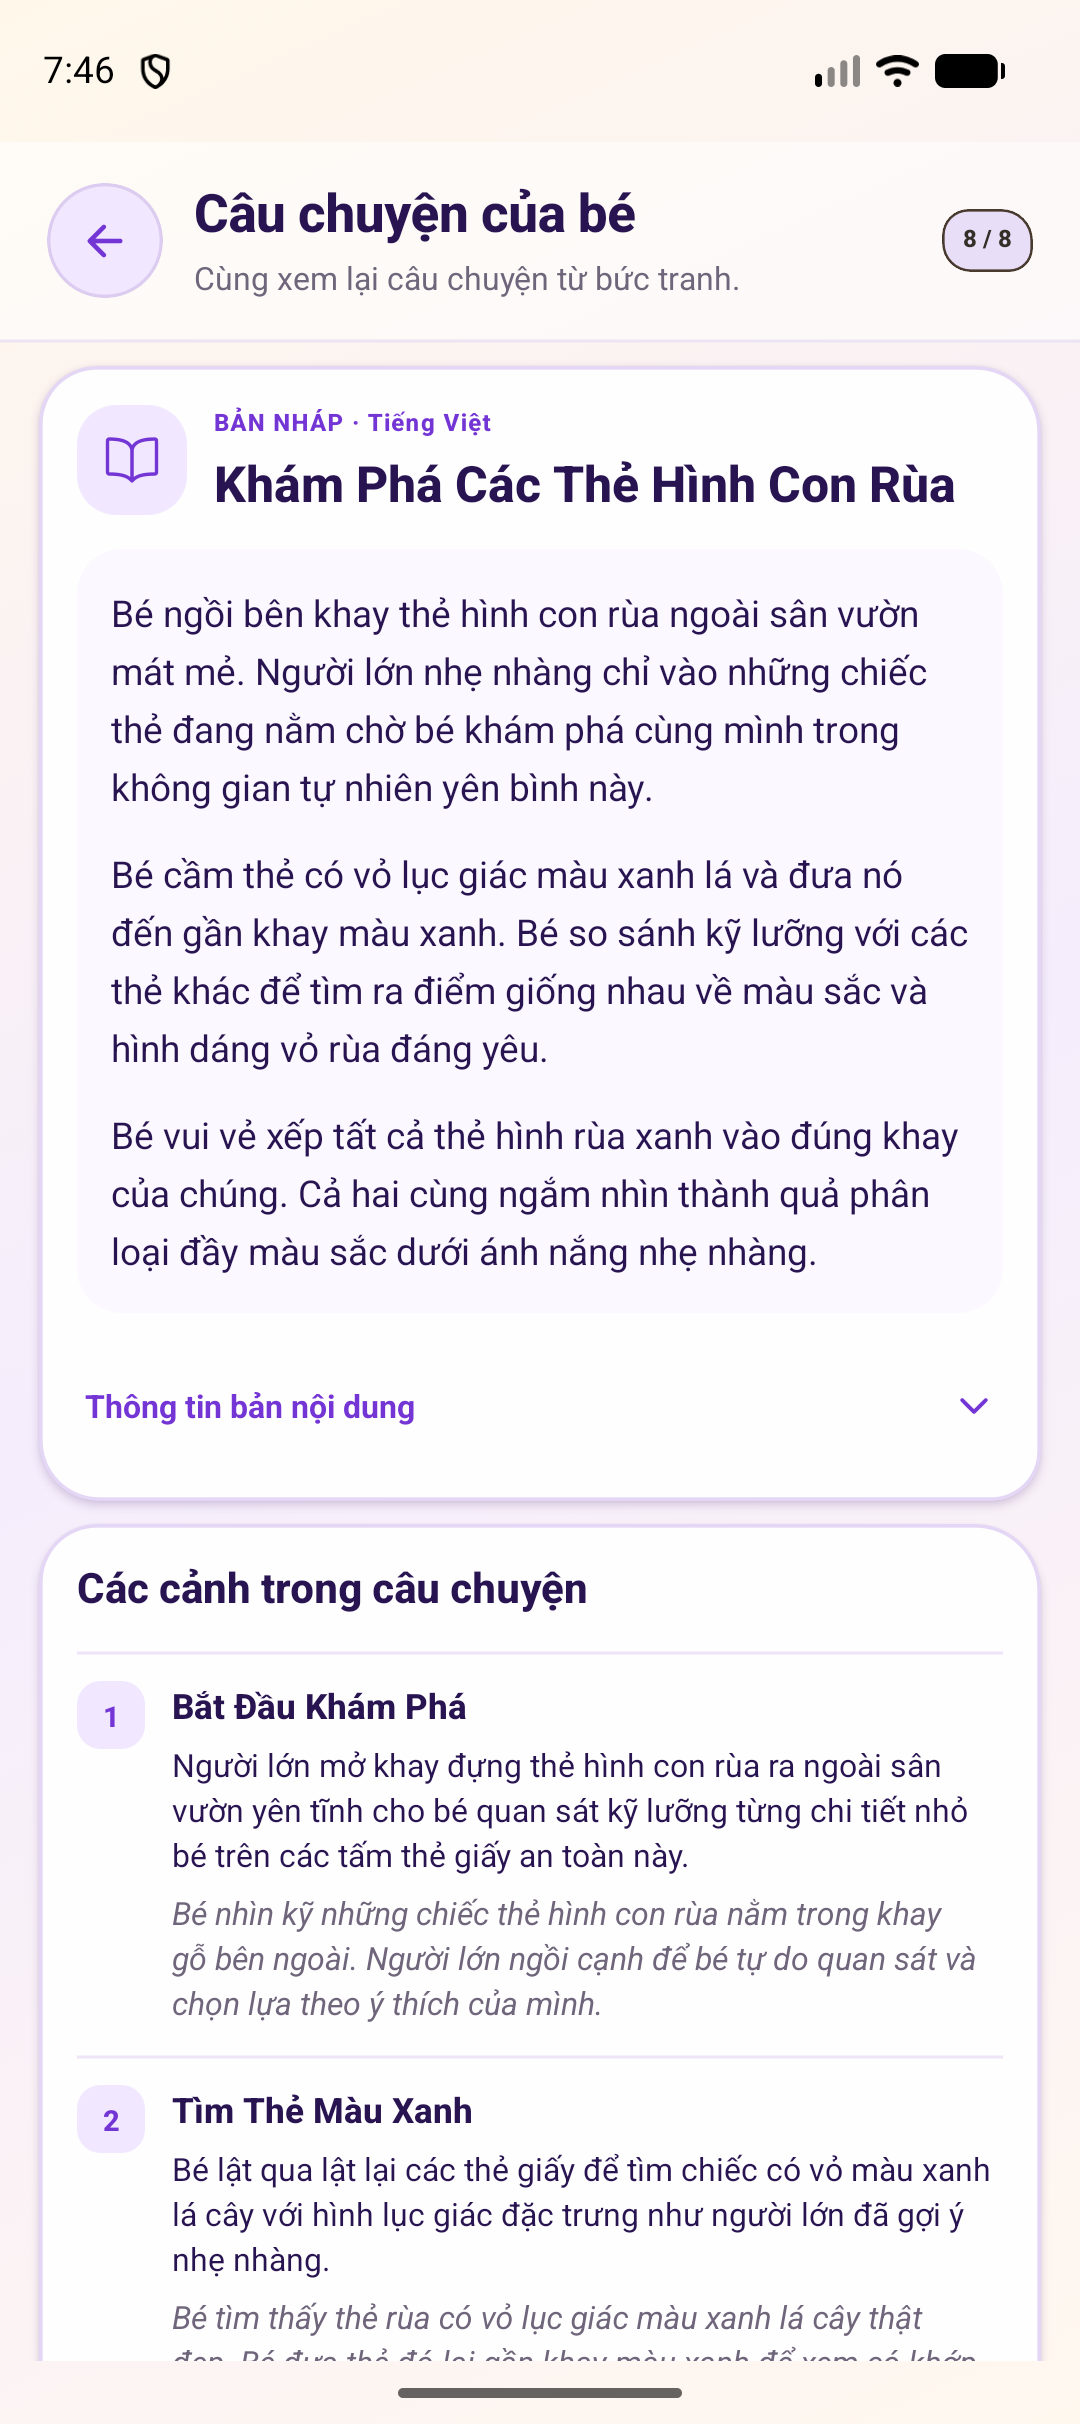 7:46
Câu chuyện của bé
Cùng xem lại câu chuyện từ bức tranh.
8 / 8
BẢN NHÁP · Tiếng Việt
Khám Phá Các Thẻ Hình Con Rùa
Bé ngồi bên khay thẻ hình con rùa ngoài sân vườn
mát mẻ. Người lớn nhẹ nhàng chỉ vào những chiếc
thẻ đang nằm chờ bé khám phá cùng mình trong
không gian tự nhiên yên bình này.
Bé cầm thẻ có vỏ lục giác màu xanh lá và đưa nó
đến gần khay màu xanh. Bé so sánh kỹ lưỡng với các
thẻ khác để tìm ra điểm giống nhau về màu sắc và
hình dáng vỏ rùa đáng yêu.
Bé vui vẻ xếp tất cả thẻ hình rùa xanh vào đúng khay
của chúng. Cả hai cùng ngắm nhìn thành quả phân
loại đầy màu sắc dưới ánh nắng nhẹ nhàng.
Thông tin bản nội dung
Các cảnh trong câu chuyện
1
Bắt Đầu Khám Phá
Người lớn mở khay đựng thẻ hình con rùa ra ngoài sân
vườn yên tĩnh cho bé quan sát kỹ lưỡng từng chi tiết nhỏ
bé trên các tấm thẻ giấy an toàn này.
Bé nhìn kỹ những chiếc thẻ hình con rùa nằm trong khay
gỗ bên ngoài. Người lớn ngồi cạnh để bé tự do quan sát và
chọn lựa theo ý thích của mình.
2
Tìm Thẻ Màu Xanh
Bé lật qua lật lại các thẻ giấy để tìm chiếc có vỏ màu xanh
lá cây với hình lục giác đặc trưng như người lớn đã gợi ý
nhẹ nhàng.
Bé tìm thấy thẻ rùa có vỏ lục giác màu xanh lá cây thật
đẹp. Bé đưa thẻ đó lại gần khay màu xanh để xem có khớp